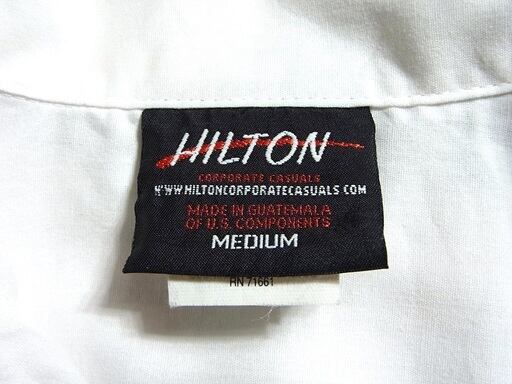 HILTON
CORPORATE CASUALS
WWW.HILTONCORPORATECASUALS.COM
MADE IN GUATEMALA
OF U.S. COMPONENTS
MEDIUM
RN 71661